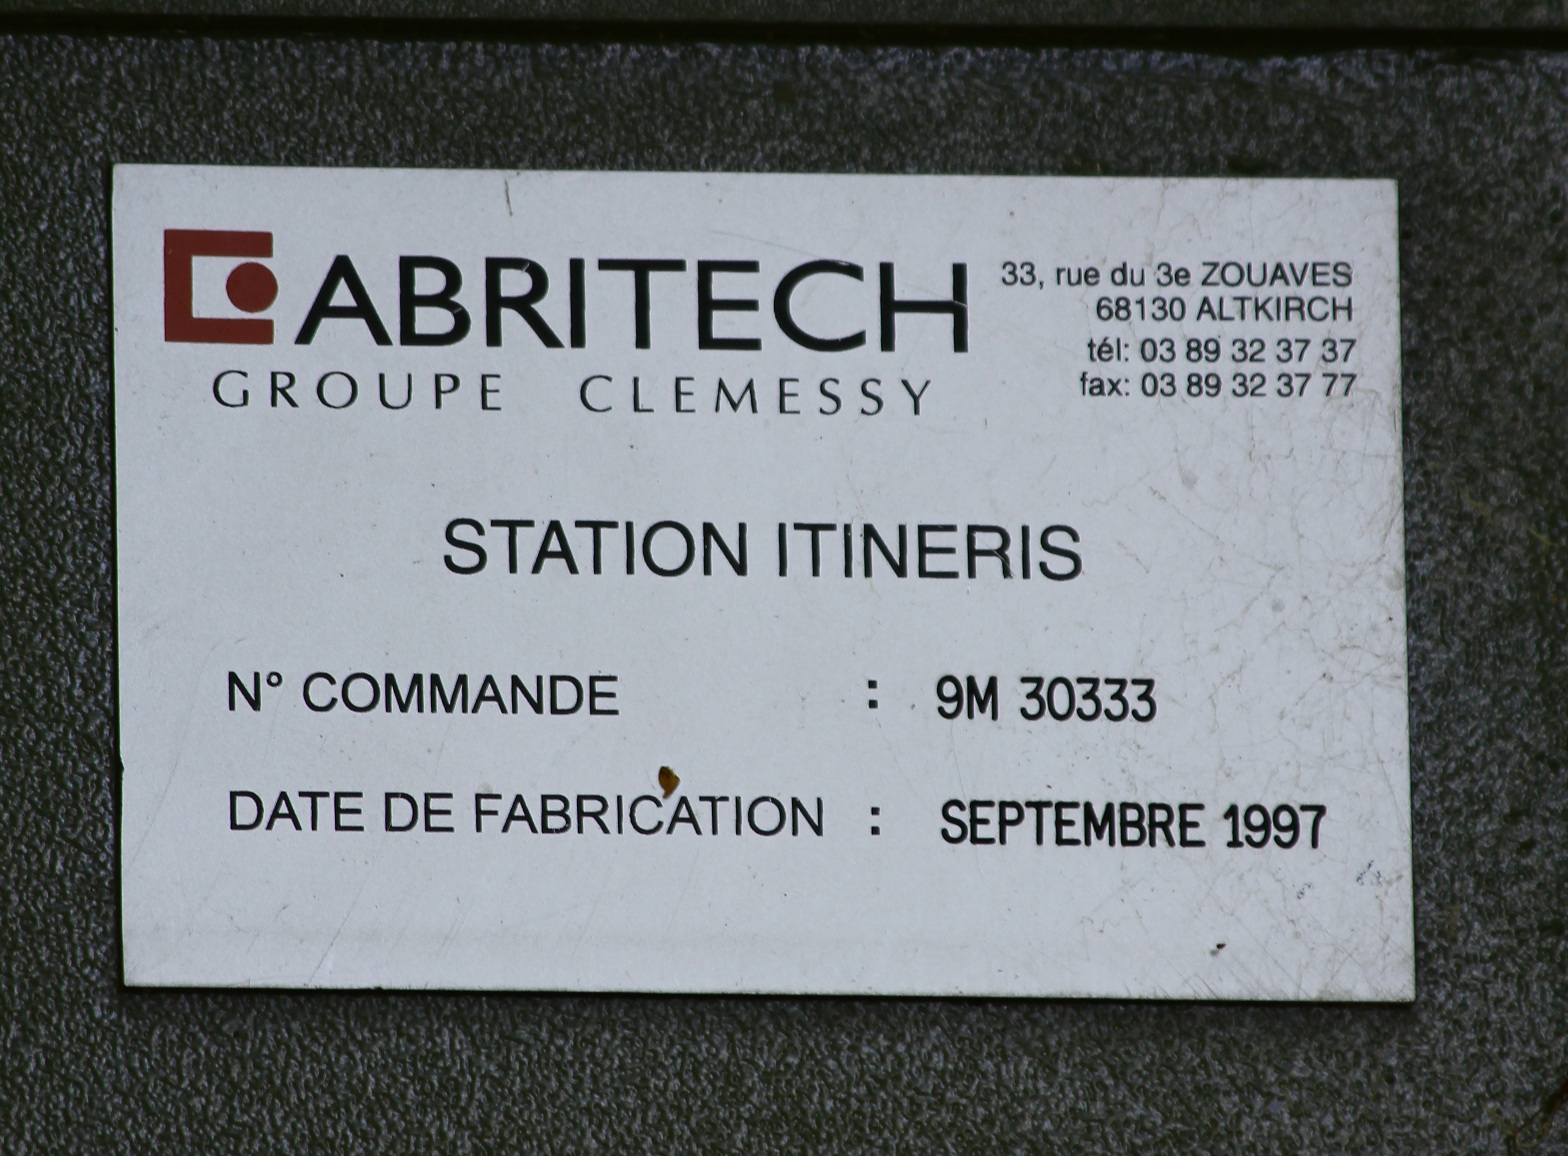 ABRITECH
GROUPE CLEMESSY
33, rue du 3e ZOUAVES
68130 ALTKIRCH
tél: 03 89 32 37 37
fax: 03 89 32 37 77
STATION ITINERIS
N° COMMANDE : 9M 30333
DATE DE FABRICATION : SEPTEMBRE 1997